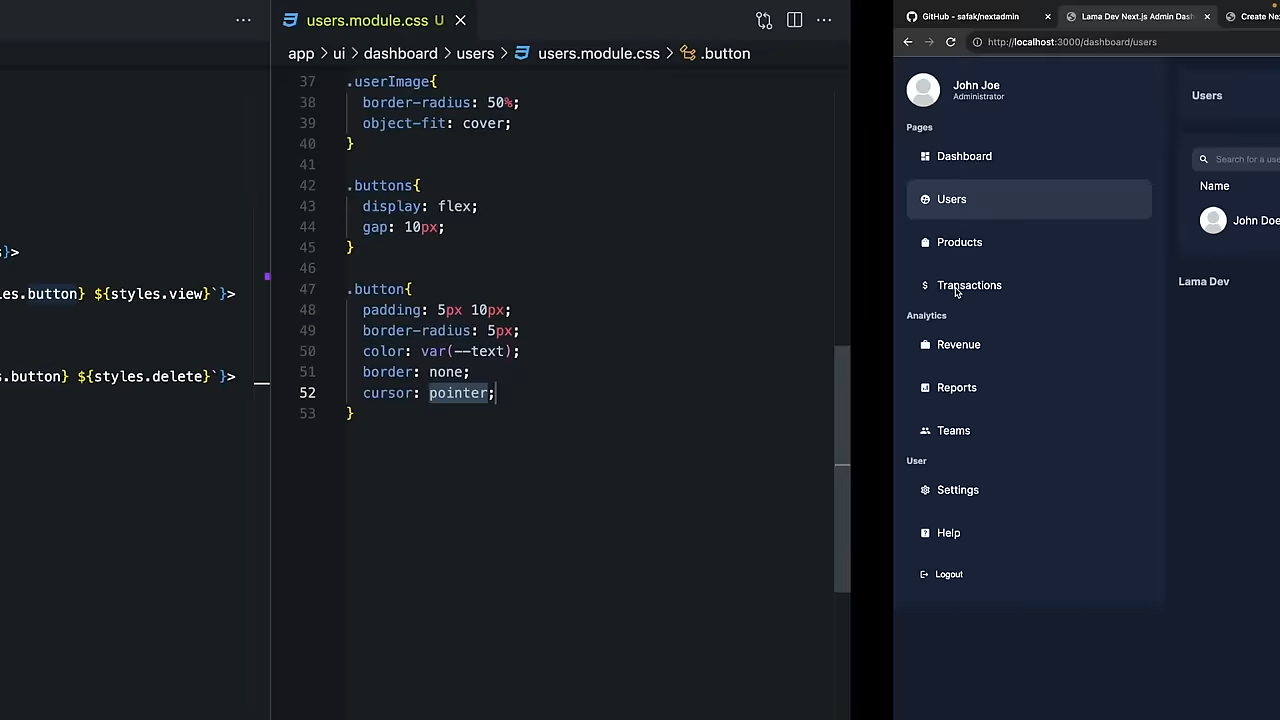 s}>
les.button} ${styles.view}`}>
s.button} ${styles.delete}`}>
users.module.css U
app > ui > dashboard > users > users.module.css > .button
37 .userImage{
38 border-radius: 50%;
39 object-fit: cover;
40 }
41
42 .buttons{
43 display: flex;
44 gap: 10px;
45 }
46
47 .button{
48 padding: 5px 10px;
49 border-radius: 5px;
50 color: var(--text);
51 border: none;
52 cursor: pointer;
53 }
GitHub - safak/nextadmin
Lama Dev Next.js Admin Das
Create Ne
http://localhost:3000/dashboard/users
John Joe
Administrator
Pages
Dashboard
Users
Products
Transactions
Analytics
Revenue
Reports
Teams
User
Settings
Help
Logout
Users
Search for a use
Name
John Doe
Lama Dev